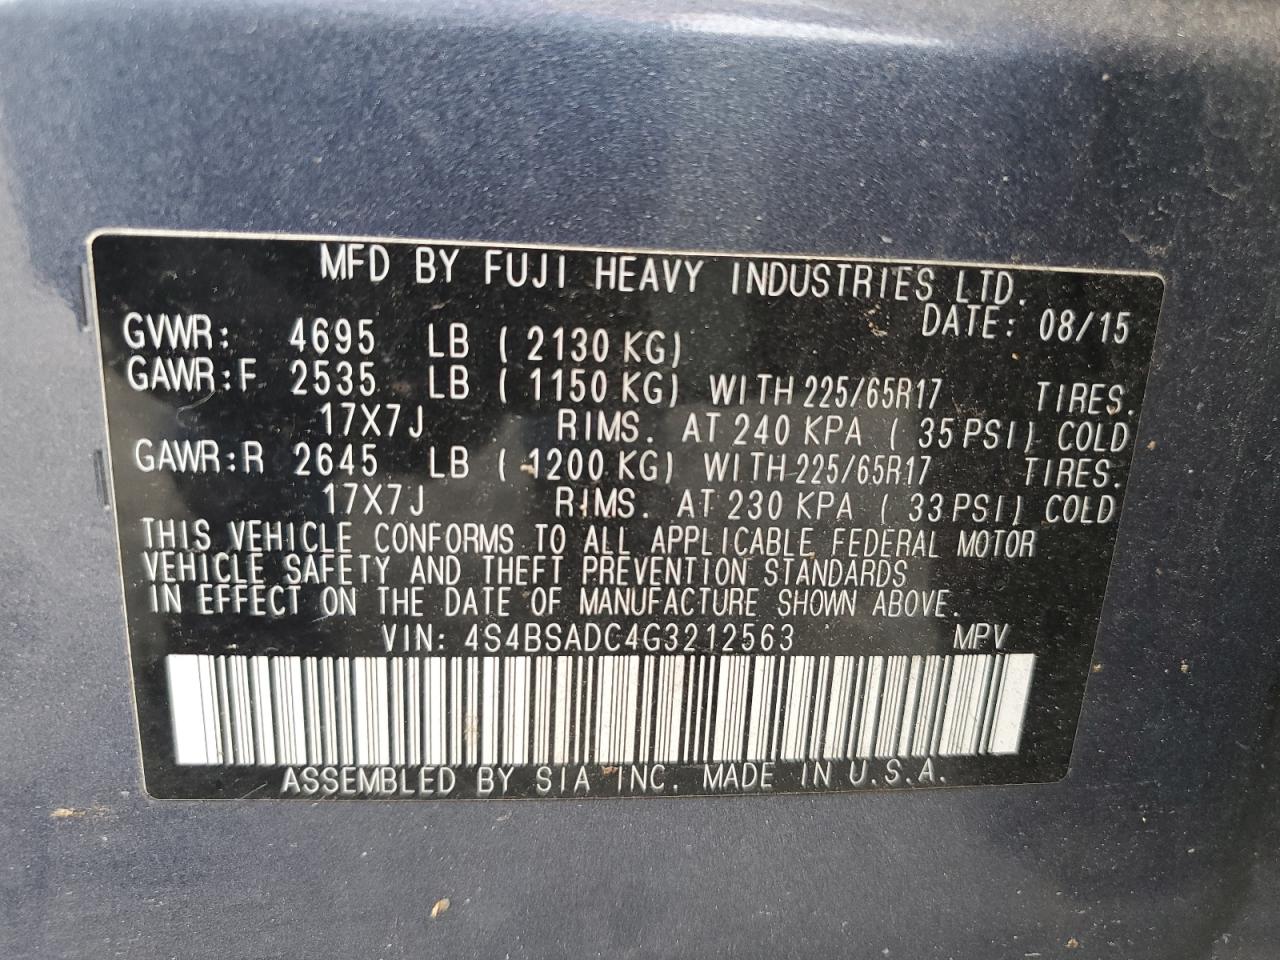 MFD BY FUJI HEAVY INDUSTRIES LTD.
DATE: 08/15
GVWR: 4695 LB ( 2130 KG)
GAWR:F 2535 LB ( 1150 KG) WITH 225/65R17 TIRES.
17X7J RIMS. AT 240 KPA ( 35 PSI) COLD
GAWR:R 2645 LB ( 1200 KG) WITH 225/65R17 TIRES.
17X7J RIMS. AT 230 KPA ( 33 PSI) COLD
THIS VEHICLE CONFORMS TO ALL APPLICABLE FEDERAL MOTOR
VEHICLE SAFETY AND THEFT PREVENTION STANDARDS
IN EFFECT ON THE DATE OF MANUFACTURE SHOWN ABOVE.
VIN: 4S4BSADC4G3212563 MPV
ASSEMBLED BY SIA INC. MADE IN U.S.A.